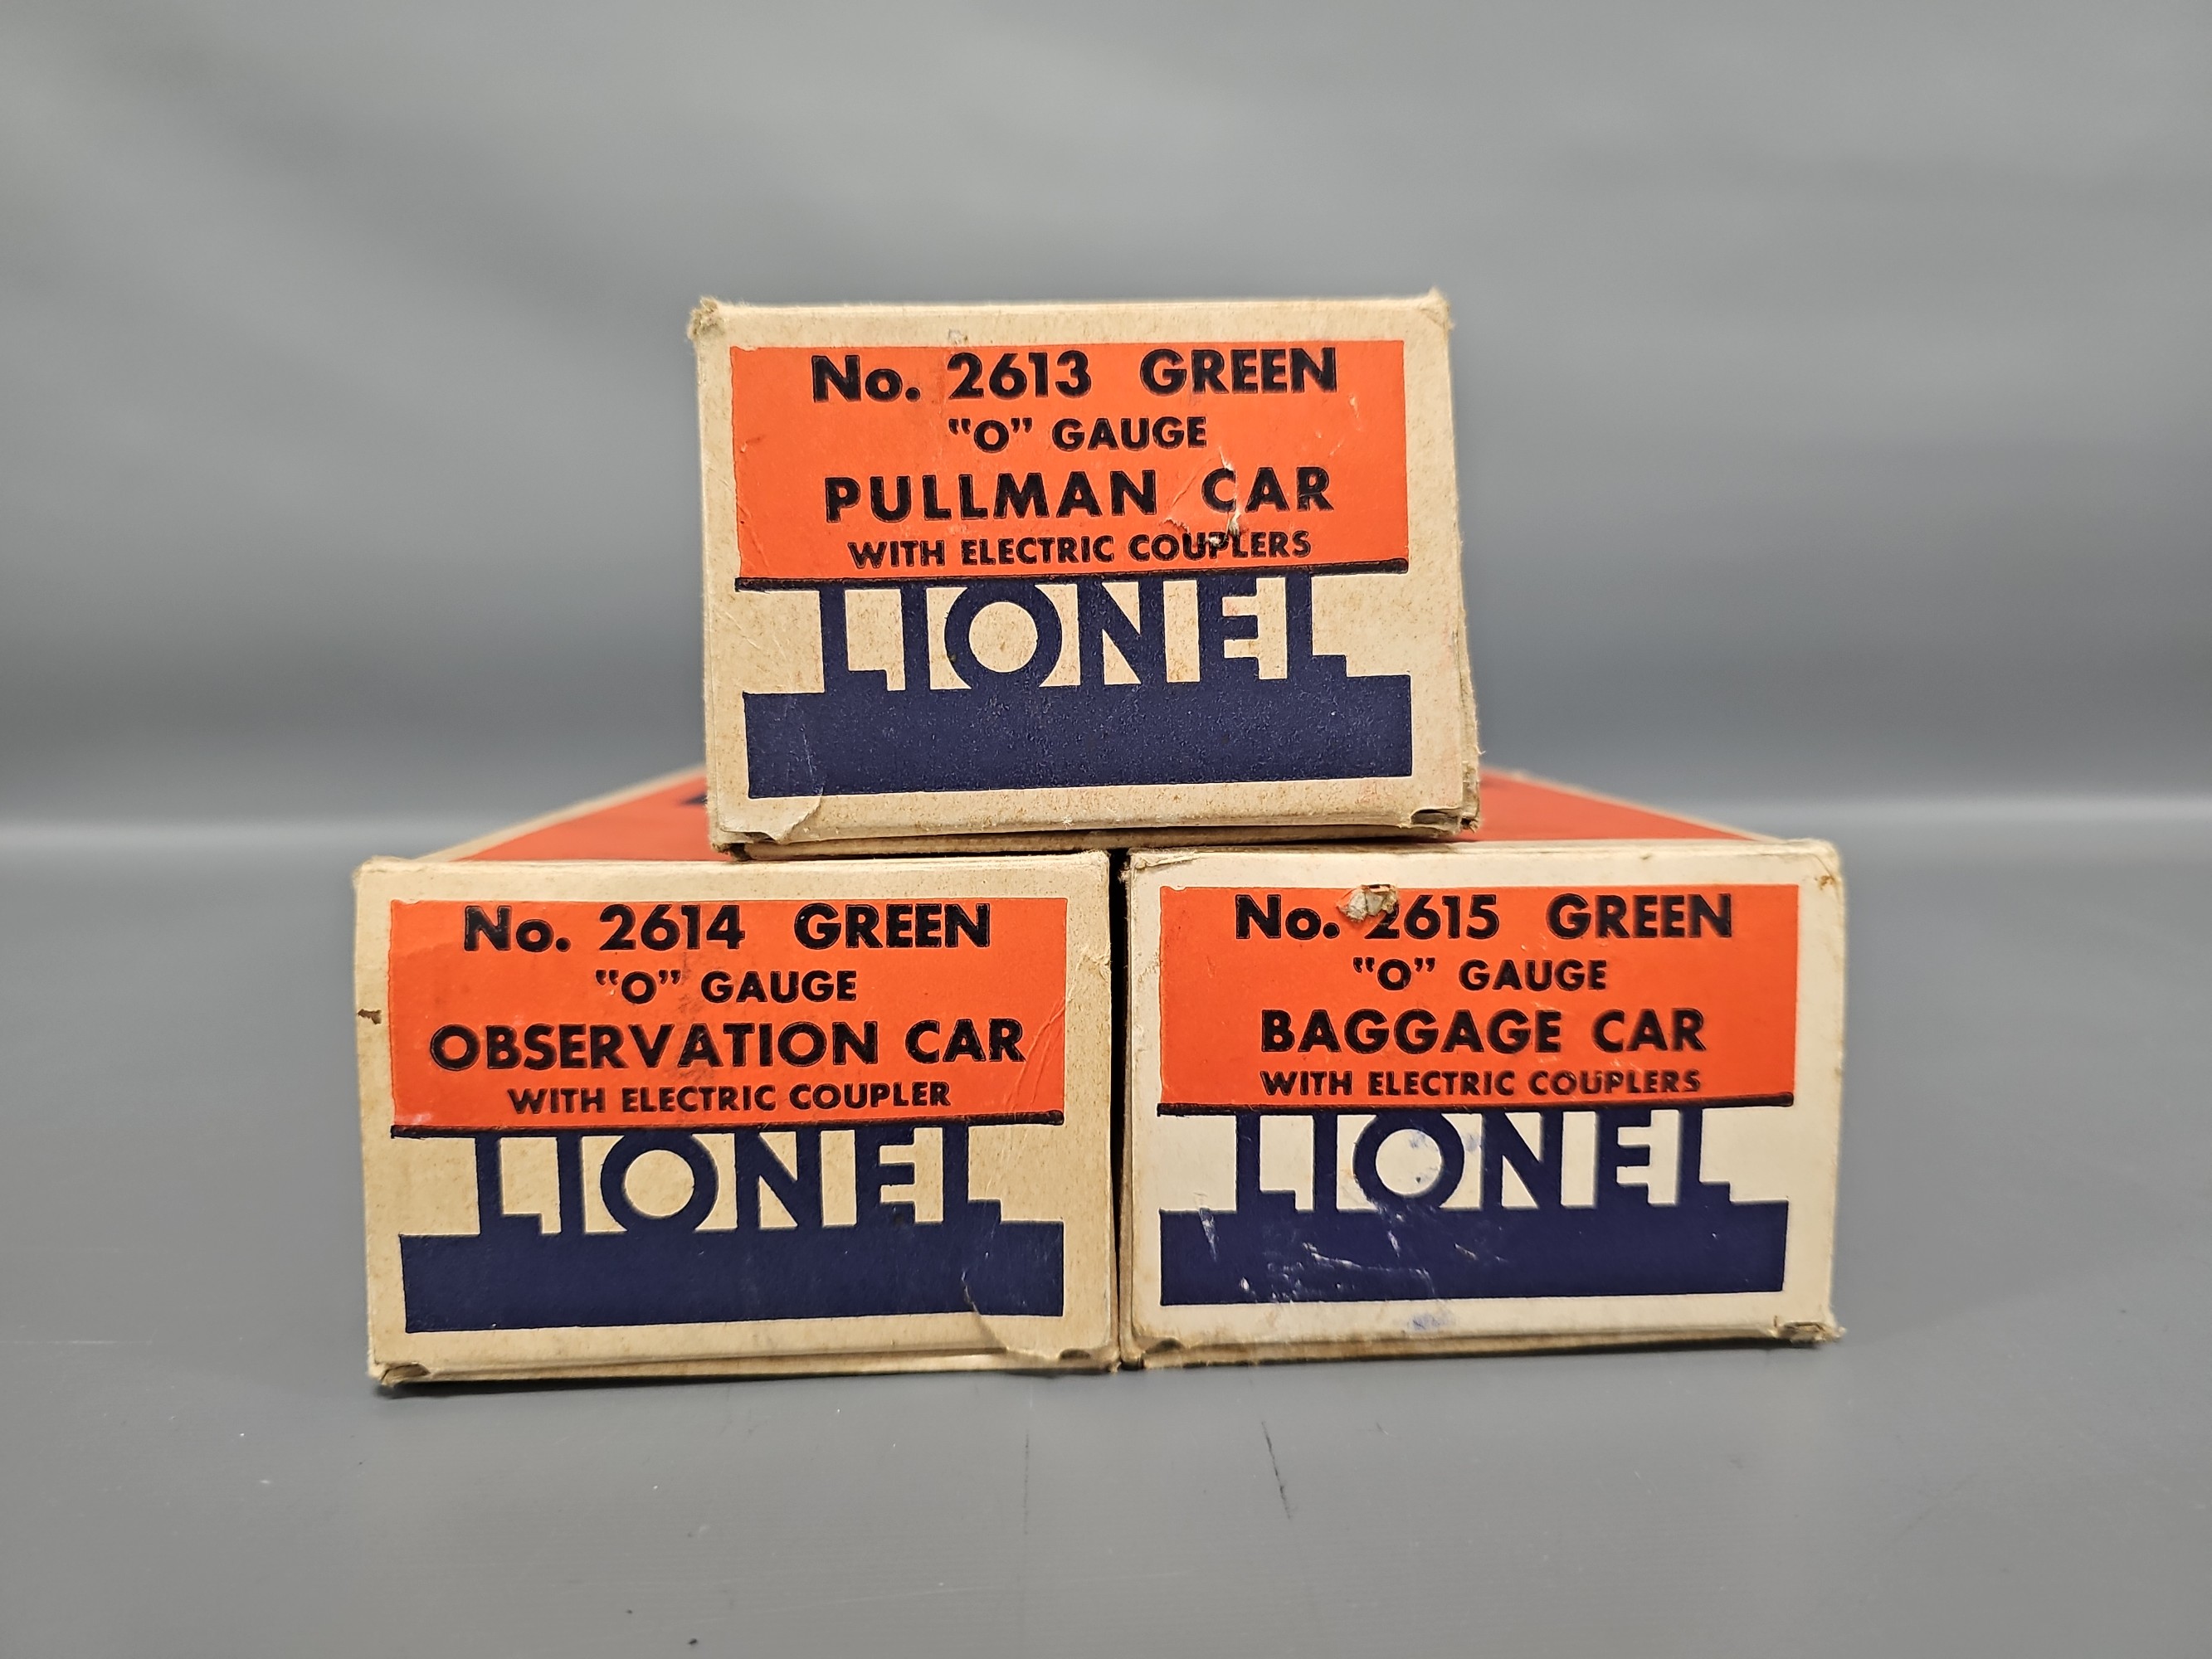 No. 2613 GREEN
"O" GAUGE
PULLMAN CAR
WITH ELECTRIC COUPLERS
LIONEL
No. 2614 GREEN
"O" GAUGE
OBSERVATION CAR
WITH ELECTRIC COUPLER
LIONEL
No. 2615 GREEN
"O" GAUGE
BAGGAGE CAR
WITH ELECTRIC COUPLERS
LIONEL